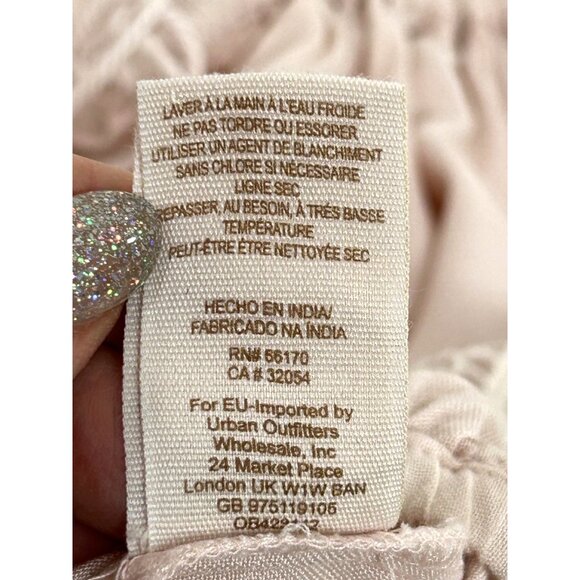 LAVER À LA MAIN À L'EAU FROIDE
NE PAS TORDRE OU ESSORER
UTILISER UN AGENT DE BLANCHIMENT
SANS CHLORE SI NÉCESSAIRE
LIGNE SEC
REPASSER, AU BESOIN, À TRÈS BASSE
TEMPÉRATURE
PEUT-ÊTRE ÊTRE NETTOYÉE SEC
HECHO EN INDIA/
FABRICADO NA ÍNDIA
RN# 66170
CA # 32054
For EU-Imported by
Urban Outfitters
Wholesale, Inc
24 Market Place
London UK W1W 8AN
GB 975119105